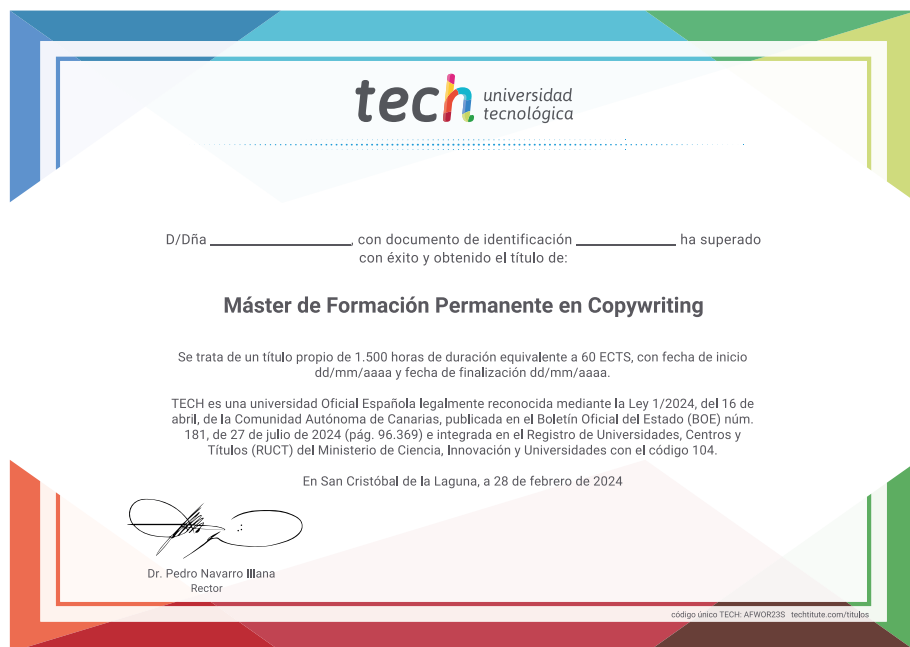 tech universidad
tecnológica
D/Dña ________________, con documento de identificación ____________ ha superado
con éxito y obtenido el título de:
Máster de Formación Permanente en Copywriting
Se trata de un título propio de 1.500 horas de duración equivalente a 60 ECTS, con fecha de inicio
dd/mm/aaaa y fecha de finalización dd/mm/aaaa.
TECH es una universidad Oficial Española legalmente reconocida mediante la Ley 1/2024, del 16 de
abril, de la Comunidad Autónoma de Canarias, publicada en el Boletín Oficial del Estado (BOE) núm.
181, de 27 de julio de 2024 (pág. 96.369) e integrada en el Registro de Universidades, Centros y
Títulos (RUCT) del Ministerio de Ciencia, Innovación y Universidades con el código 104.
En San Cristóbal de la Laguna, a 28 de febrero de 2024
Dr. Pedro Navarro Illana
Rector
código único TECH: AFWOR23S techtitute.com/titulos